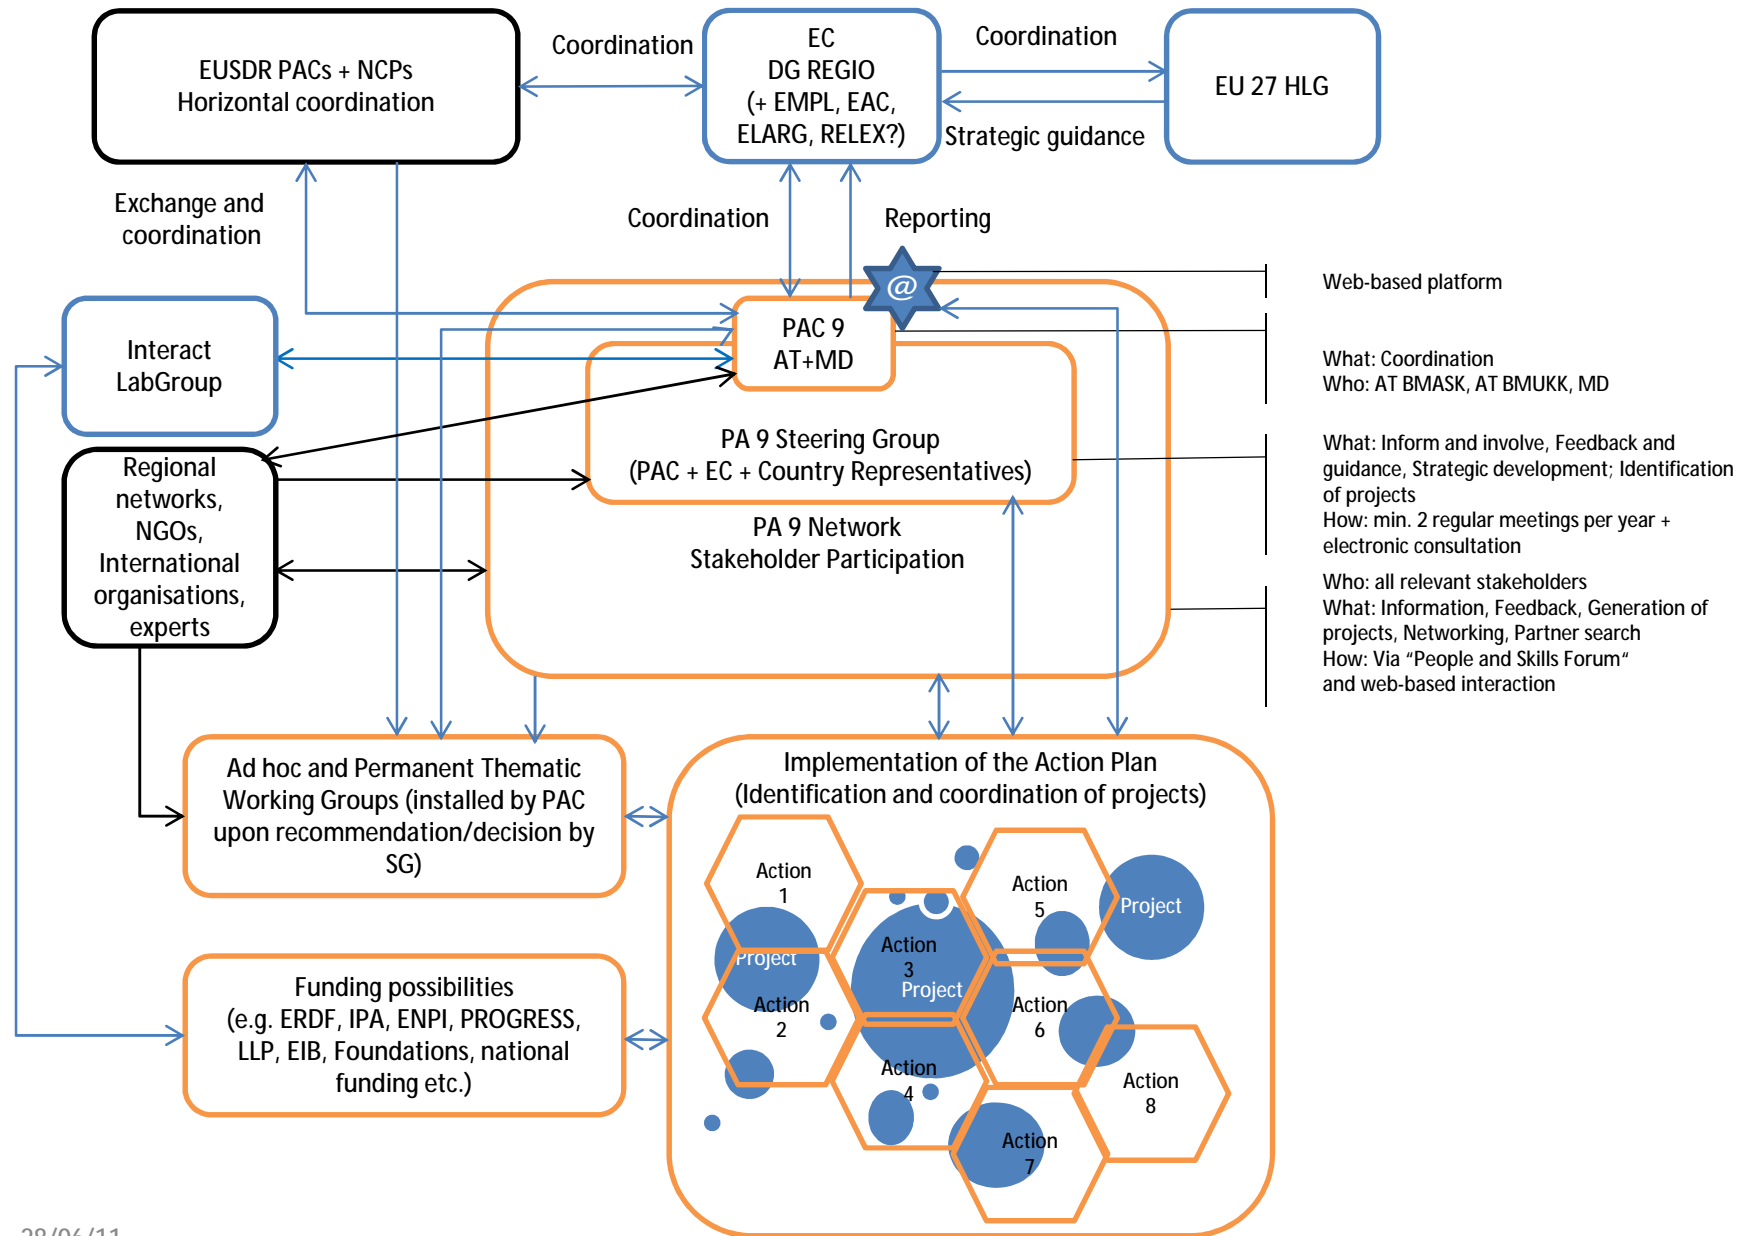 EUSDR PACs + NCPs
Horizontal coordination
Coordination
EC
DG REGIO
(+ EMPL, EAC,
ELARG, RELEX?)
Coordination
Strategic guidance
EU 27 HLG
Exchange and
coordination
Coordination
Reporting
@
Web-based platform
PAC 9
AT+MD
What: Coordination
Who: AT BMASK, AT BMUKK, MD
Interact
LabGroup
PA 9 Steering Group
(PAC + EC + Country Representatives)
What: Inform and involve, Feedback and
guidance, Strategic development; Identification
of projects
How: min. 2 regular meetings per year +
electronic consultation
Regional
networks,
NGOs,
International
organisations,
experts
PA 9 Network
Stakeholder Participation
Who: all relevant stakeholders
What: Information, Feedback, Generation of
projects, Networking, Partner search
How: Via “People and Skills Forum“
and web-based interaction
Ad hoc and Permanent Thematic
Working Groups (installed by PAC
upon recommendation/decision by
SG)
Implementation of the Action Plan
(Identification and coordination of projects)
Action
1
Project
Action
2
Action
3
Project
Action
4
Action
5
Project
Action
6
Action
7
Action
8
Funding possibilities
(e.g. ERDF, IPA, ENPI, PROGRESS,
LLP, EIB, Foundations, national
funding etc.)
28/06/11